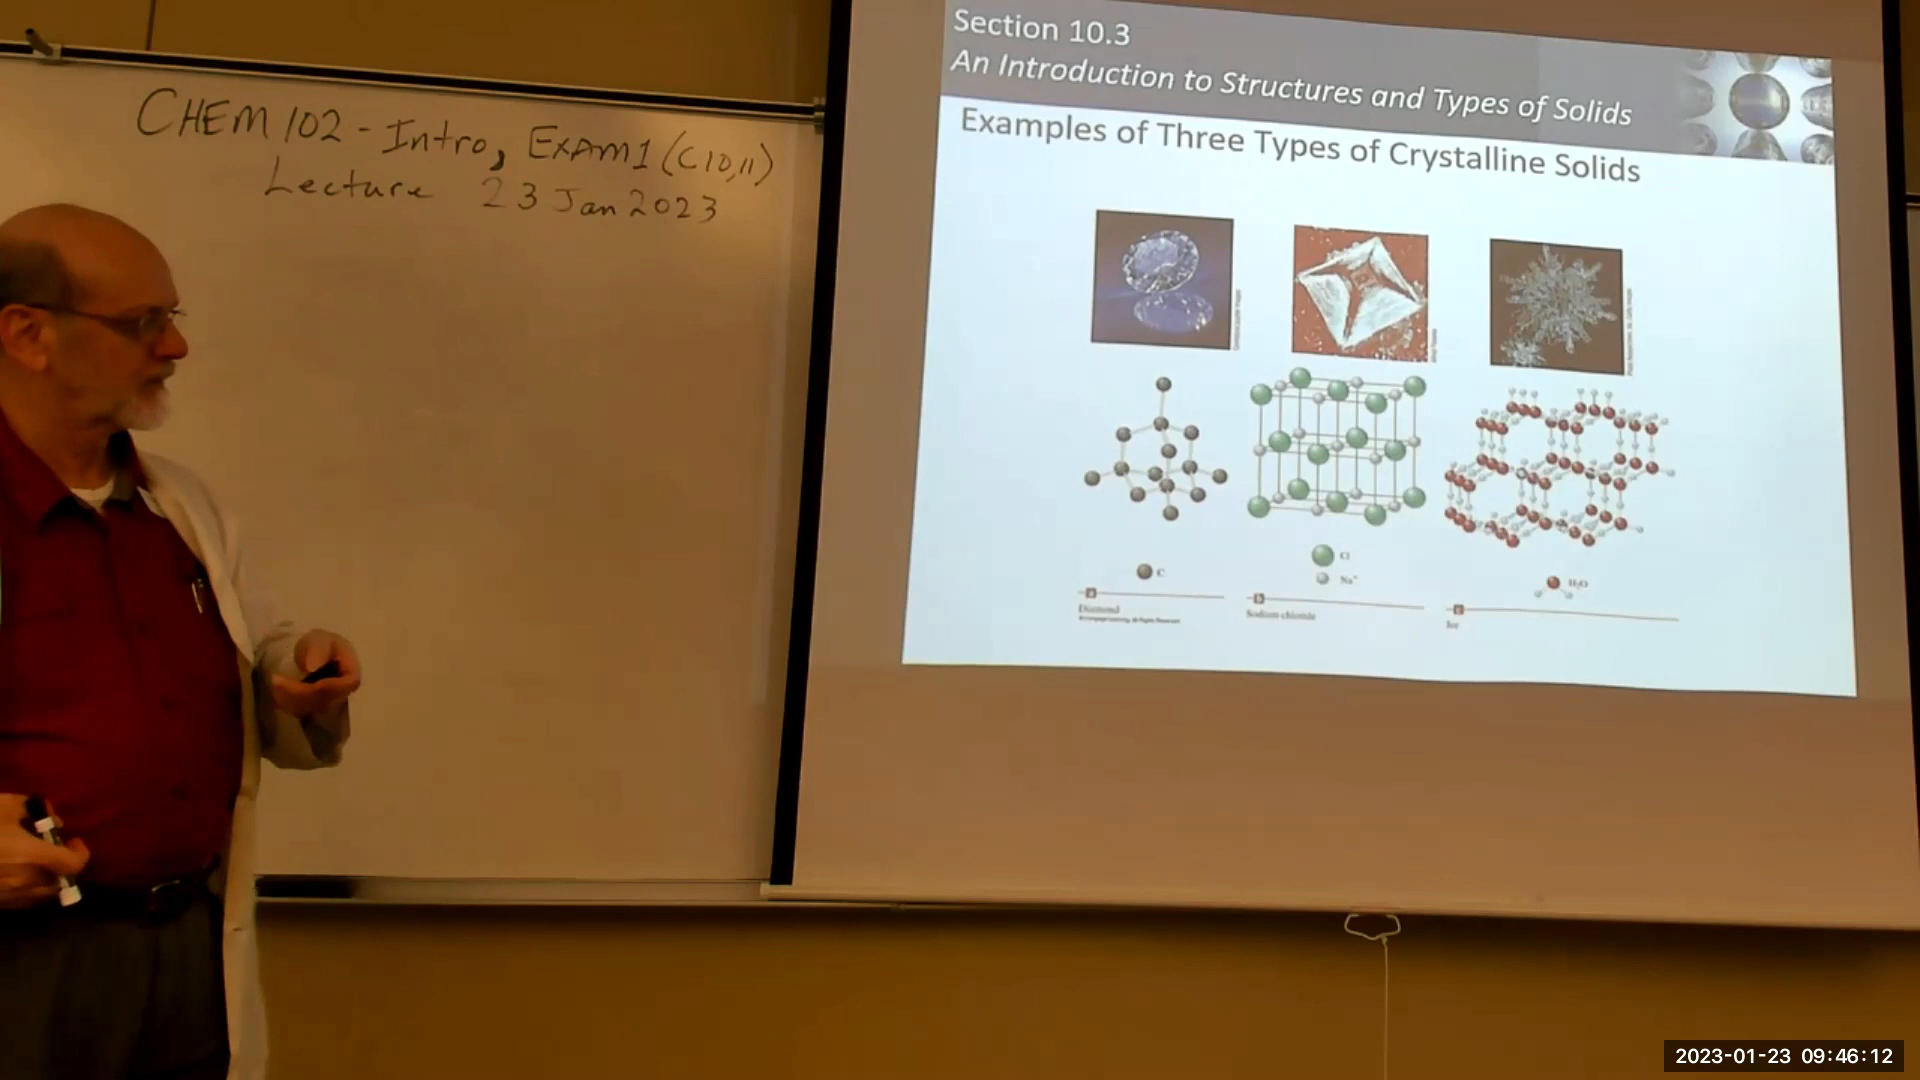 CHEM 102 - Intro, EXAM 1 (C10,11)
Lecture 23 Jan 2023
Section 10.3
An Introduction to Structures and Types of Solids
Examples of Three Types of Crystalline Solids
C
Cl
Na+
H₂O
a
Diamond
b
Sodium chloride
c
Ice
2023-01-23 09:46:12